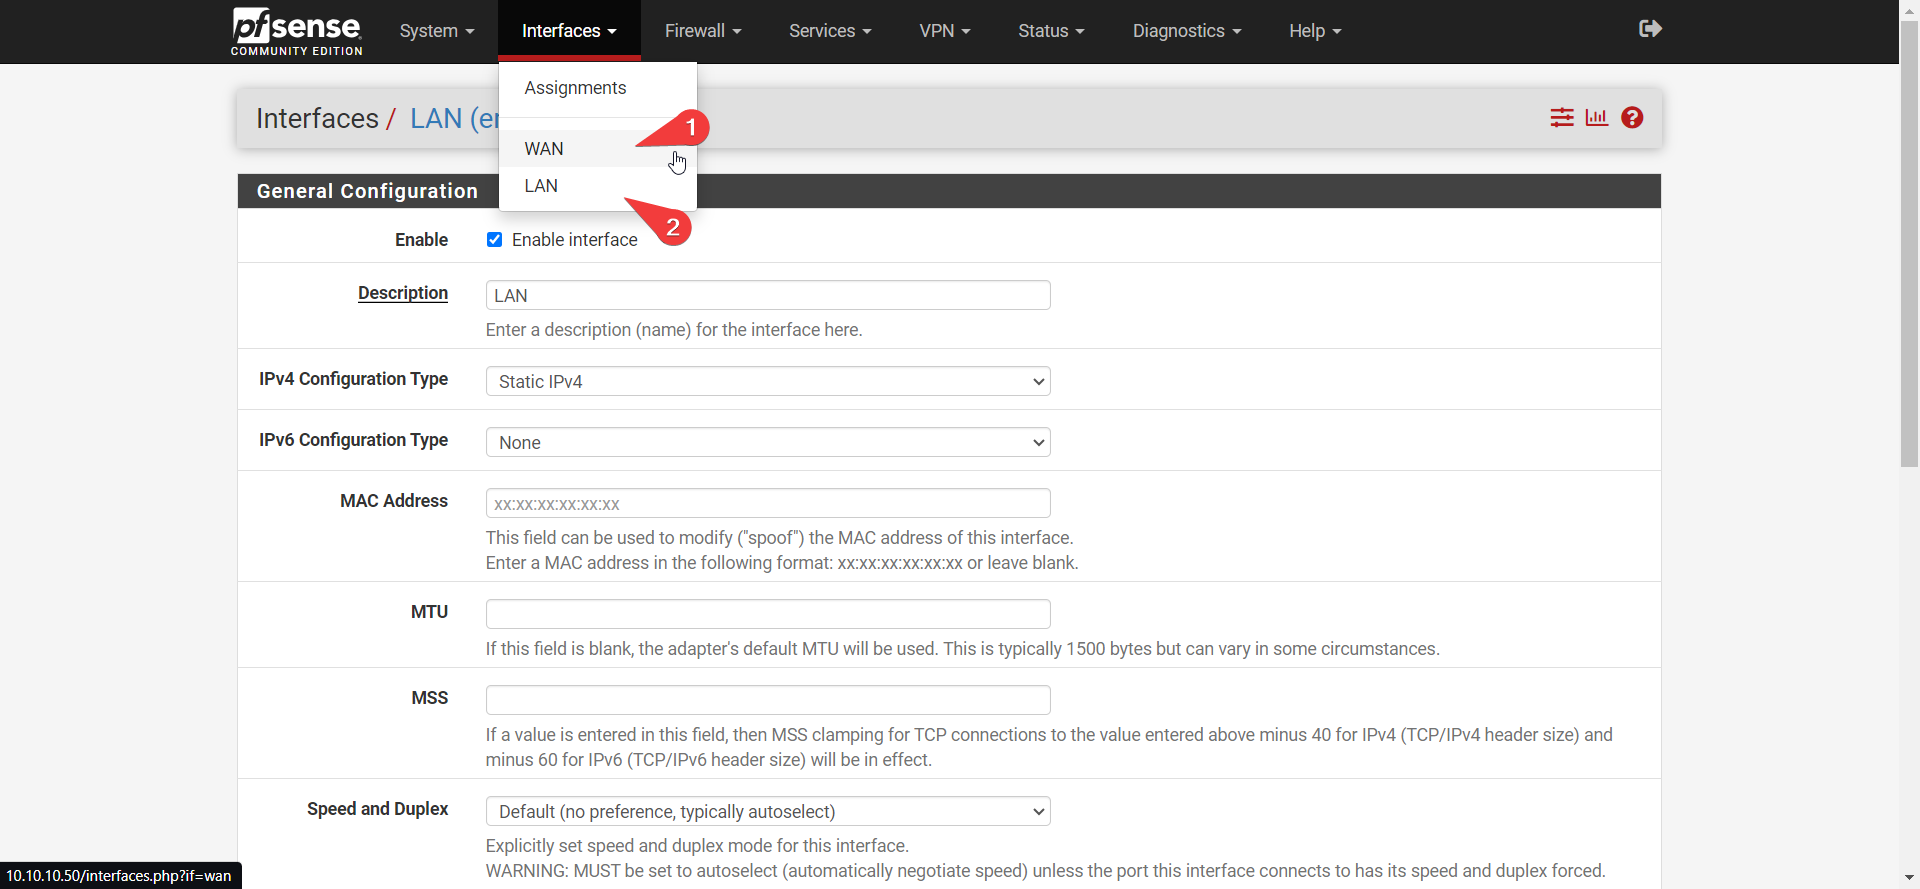 pfsense
COMMUNITY EDITION
System
Interfaces
Firewall
Services
VPN
Status
Diagnostics
Help
Assignments
WAN
LAN
1
2
Interfaces / LAN (e
General Configuration
Enable
Enable interface
Description
LAN
Enter a description (name) for the interface here.
IPv4 Configuration Type
Static IPv4
IPv6 Configuration Type
None
MAC Address
xx:xx:xx:xx:xx:xx
This field can be used to modify ("spoof") the MAC address of this interface.
Enter a MAC address in the following format: xx:xx:xx:xx:xx:xx or leave blank.
MTU
If this field is blank, the adapter's default MTU will be used. This is typically 1500 bytes but can vary in some circumstances.
MSS
If a value is entered in this field, then MSS clamping for TCP connections to the value entered above minus 40 for IPv4 (TCP/IPv4 header size) and
minus 60 for IPv6 (TCP/IPv6 header size) will be in effect.
Speed and Duplex
Default (no preference, typically autoselect)
Explicitly set speed and duplex mode for this interface.
WARNING: MUST be set to autoselect (automatically negotiate speed) unless the port this interface connects to has its speed and duplex forced.
10.10.10.50/interfaces.php?if=wan